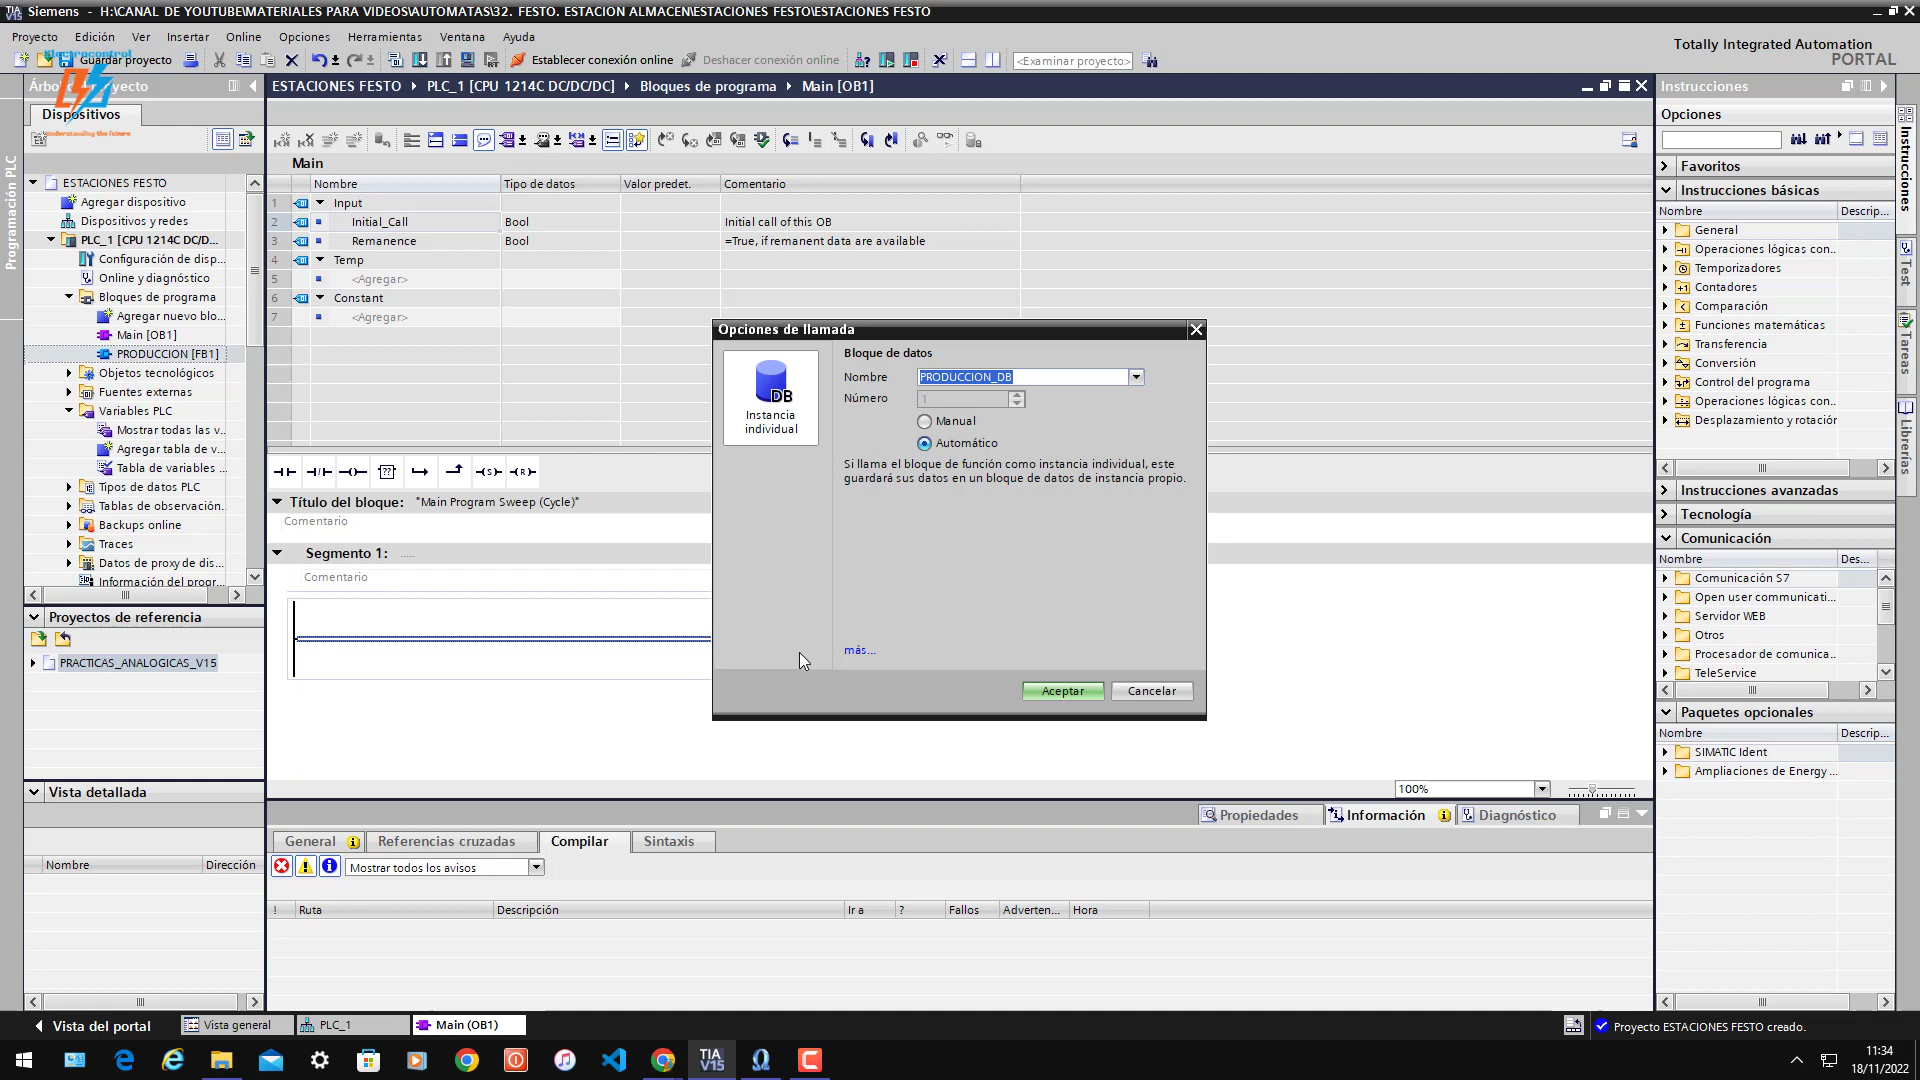 Siemens - H:\CANAL DE YOUTUBE\MATERIALES PARA VIDEOS\AUTOMATAS\32. FESTO. ESTACION ALMACEN\ESTACIONES FESTO\ESTACIONES FESTO
Proyecto Edición Ver Insertar Online Opciones Herramientas Ventana Ayuda
Totally Integrated Automation
PORTAL
Guardar proyecto
Establecer conexión online
Deshacer conexión online
<Examinar proyecto>
Electrocontrol
Understanding the future
Programación PLC
Dispositivos
ESTACIONES FESTO
Agregar dispositivo
Dispositivos y redes
PLC_1 [CPU 1214C DC/D...
Configuración de disp...
Online y diagnóstico
Bloques de programa
Agregar nuevo blo...
Main [OB1]
PRODUCCION [FB1]
Objetos tecnológicos
Fuentes externas
Variables PLC
Mostrar todas las v...
Agregar tabla de v...
Tabla de variables ...
Tipos de datos PLC
Tablas de observación...
Backups online
Traces
Datos de proxy de dis...
Información del progr...
Proyectos de referencia
PRACTICAS_ANALOGICAS_V15
Vista detallada
Nombre Dirección
ESTACIONES FESTO PLC_1 [CPU 1214C DC/DC/DC] Bloques de programa Main [OB1]
Main
Nombre Tipo de datos Valor predet. Comentario
1 Input
2 Initial_Call Bool Initial call of this OB
3 Remanence Bool =True, if remanent data are available
4 Temp
5 <Agregar>
6 Constant
7 <Agregar>
Título del bloque: "Main Program Sweep (Cycle)"
Comentario
Segmento 1: .....
Comentario
100%
Opciones de llamada
DB
Instancia individual
Bloque de datos
Nombre PRODUCCION_DB
Número 1
Manual
Automático
Si llama el bloque de función como instancia individual, este
guardará sus datos en un bloque de datos de instancia propio.
más...
Aceptar Cancelar
Propiedades Información Diagnóstico
General Referencias cruzadas Compilar Sintaxis
Mostrar todos los avisos
! Ruta Descripción Ir a ? Fallos Adverten... Hora
Instrucciones
Opciones
Favoritos
Instrucciones básicas
Nombre Descrip...
General
Operaciones lógicas con...
Temporizadores
Contadores
Comparación
Funciones matemáticas
Transferencia
Conversión
Control del programa
Operaciones lógicas con...
Desplazamiento y rotación
Instrucciones avanzadas
Tecnología
Comunicación
Nombre Des...
Comunicación S7
Open user communicati...
Servidor WEB
Otros
Procesador de comunica...
TeleService
Paquetes opcionales
Nombre Descrip...
SIMATIC Ident
Ampliaciones de Energy ...
Instrucciones
Test
Tareas
Librerías
Vista del portal
Vista general
PLC_1
Main (OB1)
Proyecto ESTACIONES FESTO creado.
TIA
V15
11:34
18/11/2022